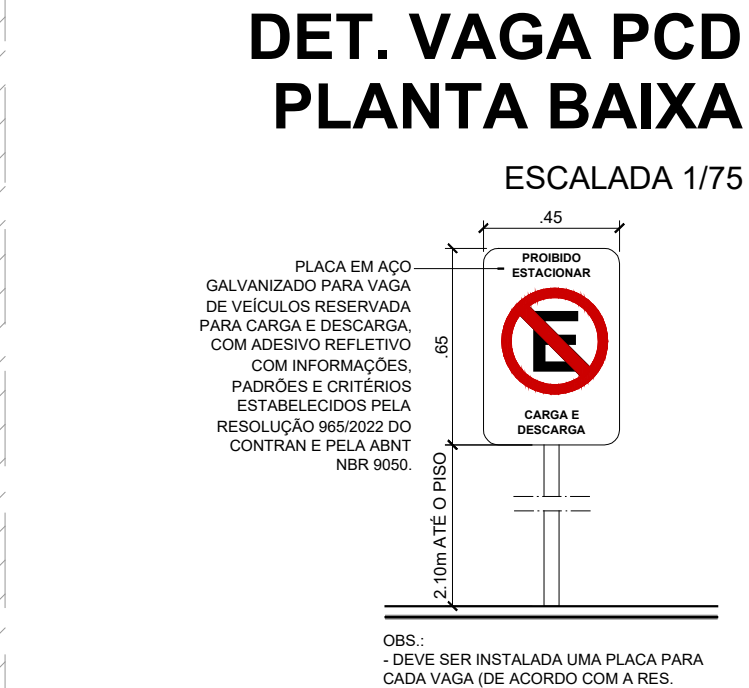 DET. VAGA PCD
PLANTA BAIXA
ESCALADA 1/75
.45
PLACA EM AÇO
GALVANIZADO PARA VAGA
DE VEÍCULOS RESERVADA
PARA CARGA E DESCARGA,
COM ADESIVO REFLETIVO
COM INFORMAÇÕES,
PADRÕES E CRITÉRIOS
ESTABELECIDOS PELA
RESOLUÇÃO 965/2022 DO
CONTRAN E PELA ABNT
NBR 9050.
.65
PROIBIDO
ESTACIONAR
E
CARGA E
DESCARGA
2.10m ATÉ O PISO
OBS.:
- DEVE SER INSTALADA UMA PLACA PARA
CADA VAGA (DE ACORDO COM A RES.